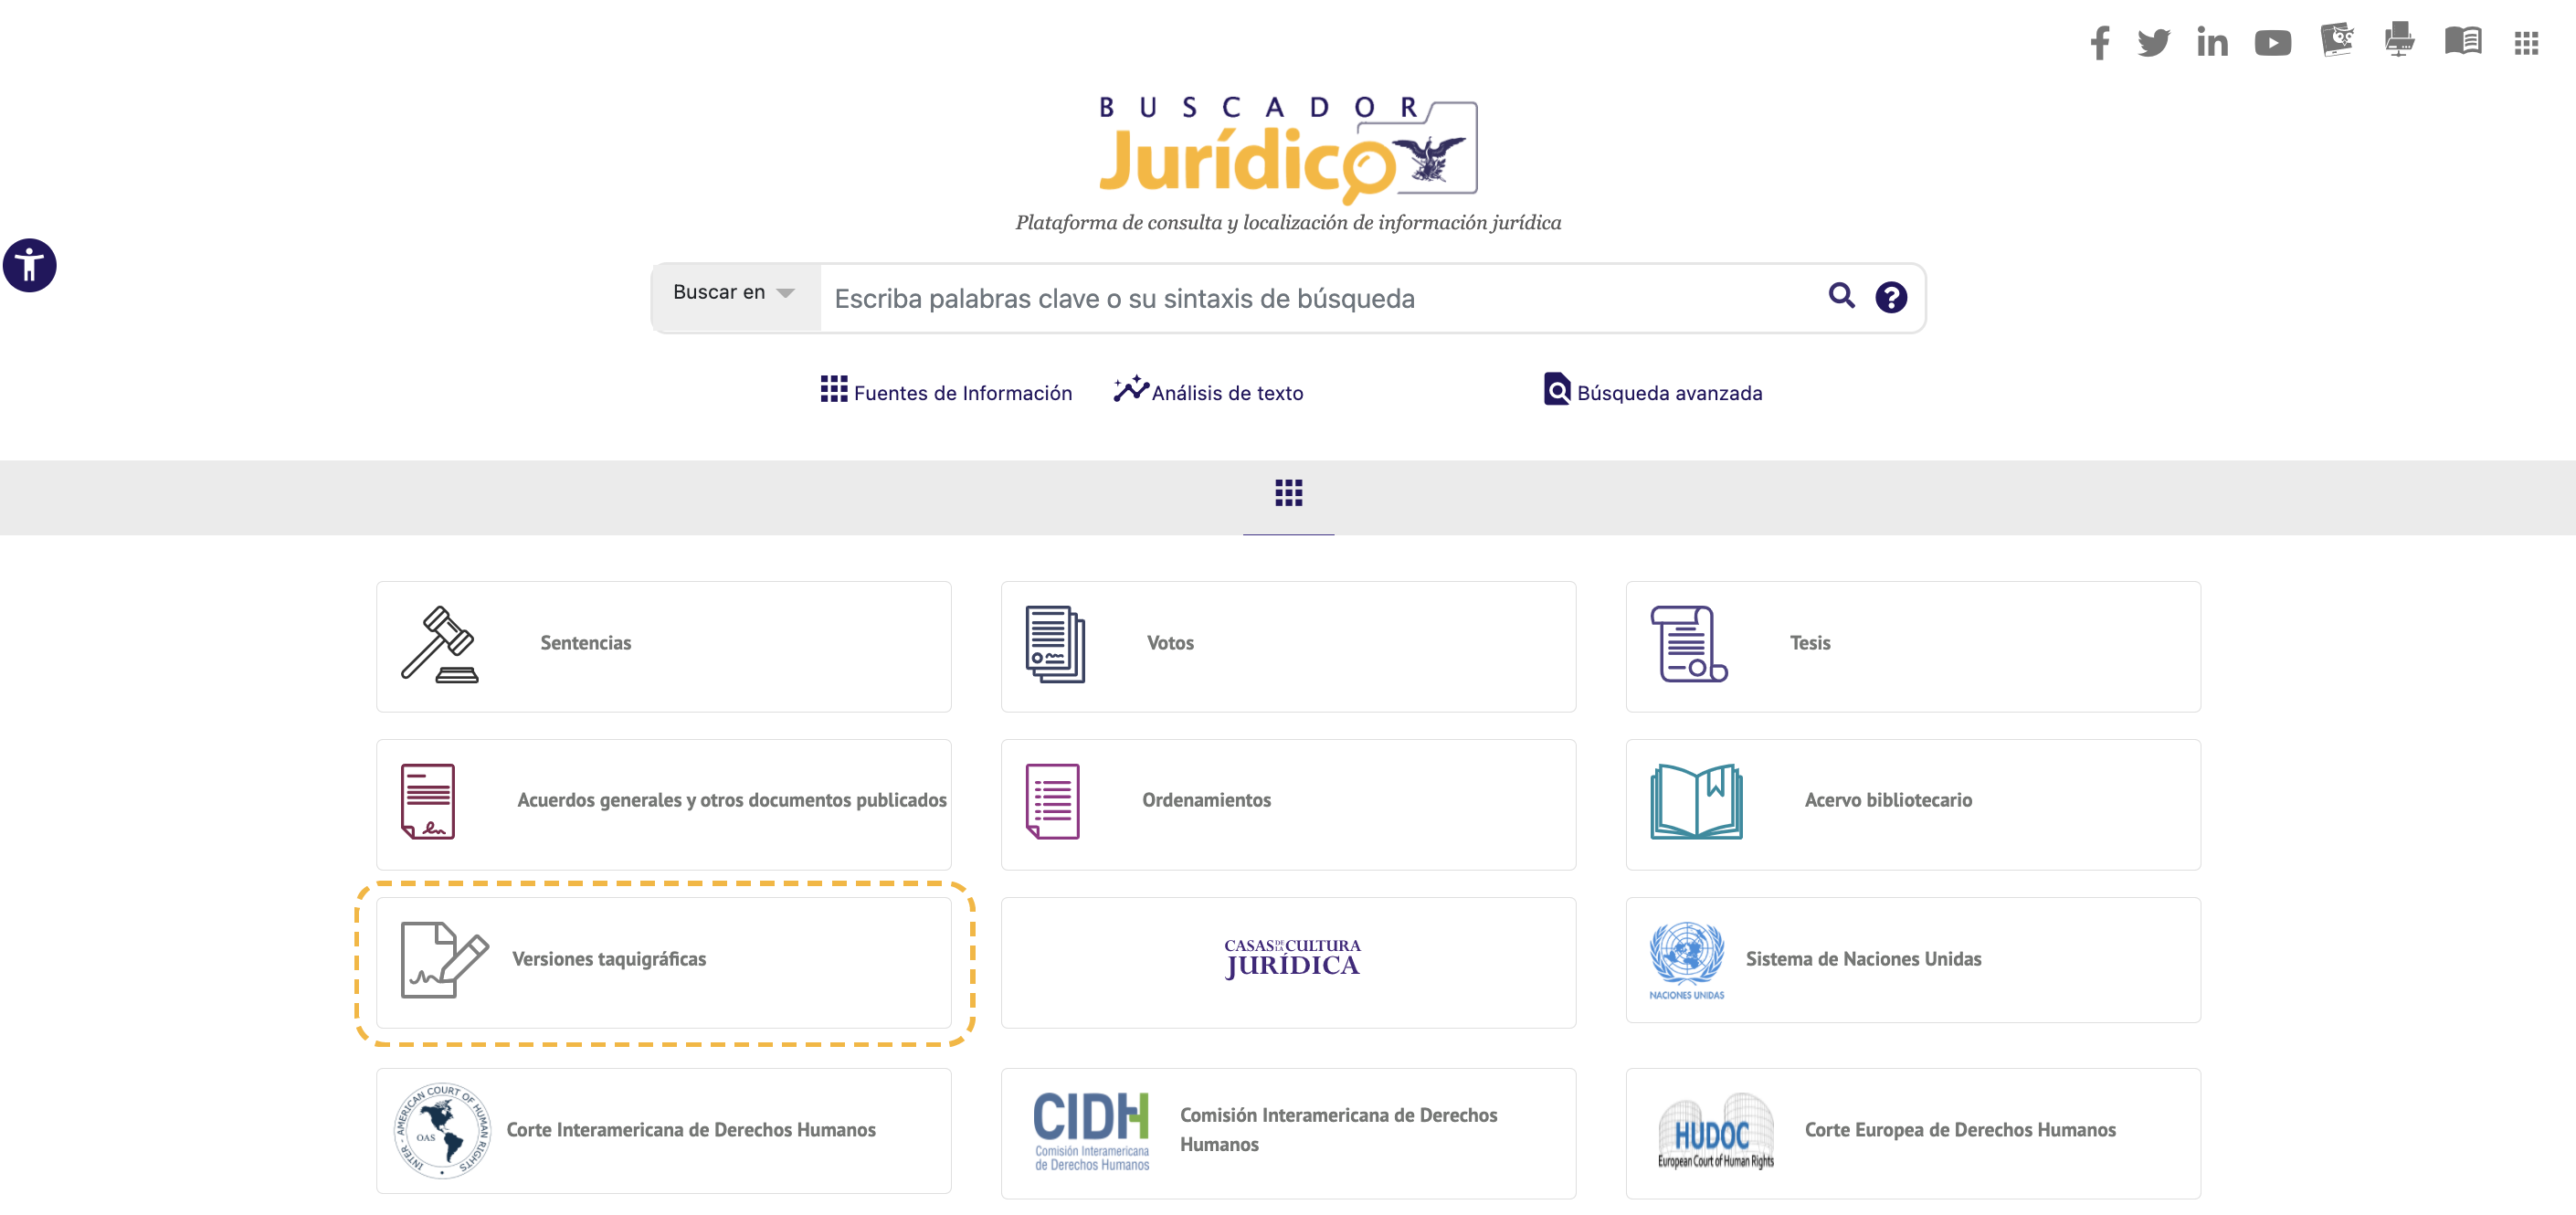 BUSCADOR
Jurídico
Plataforma de consulta y localización de información jurídica
Buscar en
Escriba palabras clave o su sintaxis de búsqueda
Fuentes de Información
Análisis de texto
Búsqueda avanzada
Sentencias
Votos
Tesis
Acuerdos generales y otros documentos publicados
Ordenamientos
Acervo bibliotecario
Versiones taquigráficas
CASAS DE LA CULTURA
JURÍDICA
NACIONES UNIDAS
Sistema de Naciones Unidas
INTER - AMERICAN COURT OF HUMAN RIGHTS
OAS
Corte Interamericana de Derechos Humanos
CIDH
Comisión Interamericana
de Derechos Humanos
Comisión Interamericana de Derechos
Humanos
HUDOC
European Court of Human Rights
Corte Europea de Derechos Humanos